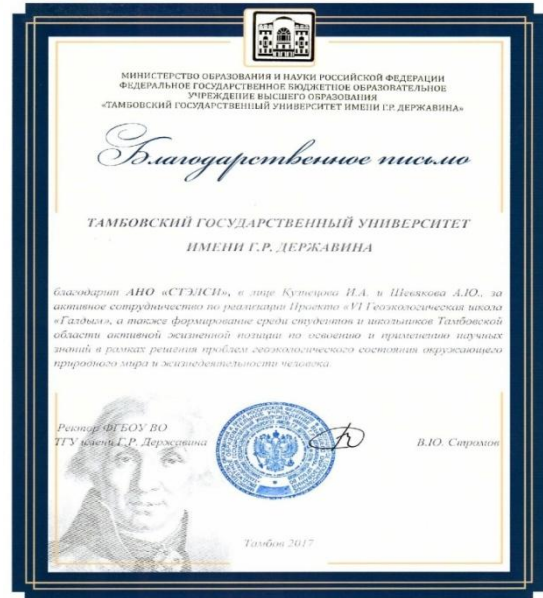 МИНИСТЕРСТВО ОБРАЗОВАНИЯ И НАУКИ РОССИЙСКОЙ ФЕДЕРАЦИИ
ФЕДЕРАЛЬНОЕ ГОСУДАРСТВЕННОЕ БЮДЖЕТНОЕ ОБРАЗОВАТЕЛЬНОЕ
УЧРЕЖДЕНИЕ ВЫСШЕГО ОБРАЗОВАНИЯ
«ТАМБОВСКИЙ ГОСУДАРСТВЕННЫЙ УНИВЕРСИТЕТ ИМЕНИ Г.Р. ДЕРЖАВИНА»
Благодарственное письмо
ТАМБОВСКИЙ ГОСУДАРСТВЕННЫЙ УНИВЕРСИТЕТ
ИМЕНИ Г.Р. ДЕРЖАВИНА
благодарит АНО «СТЭЛСИ», в лице Кузнецова И.А. и Шевякова А.Ю., за
активное сотрудничество по реализации Проекта «VI Геоэкологическая школа
«Галдым», а также формирование среди студентов и школьников Тамбовской
области активной жизненной позиции по освоению и применению научных
знаний в рамках решения проблем геоэкологического состояния окружающего
природного мира и жизнедеятельности человека.
Ректор ФГБОУ ВО
ТГУ имени Г.Р. Державина
В.Ю. Стромов
Тамбов 2017